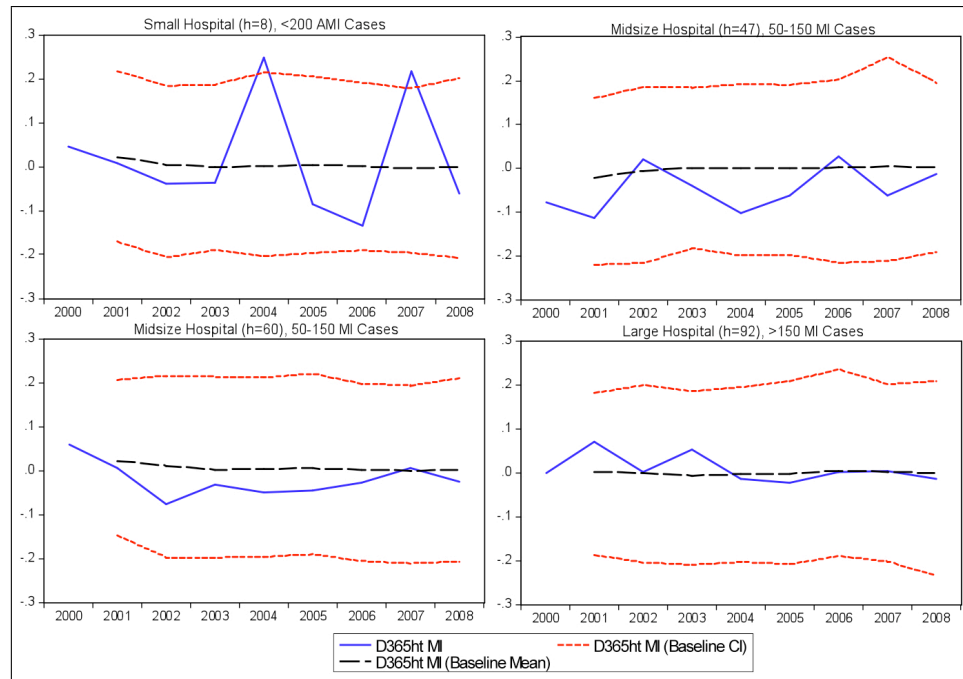 Small Hospital (h=8), <200 AMI Cases
.3
.2
.1
.0
-.1
-.2
-.3
2000 2001 2002 2003 2004 2005 2006 2007 2008
Midsize Hospital (h=47), 50-150 MI Cases
.3
.2
.1
.0
-.1
-.2
-.3
2000 2001 2002 2003 2004 2005 2006 2007 2008
Midsize Hospital (h=60), 50-150 MI Cases
.3
.2
.1
.0
-.1
-.2
-.3
2000 2001 2002 2003 2004 2005 2006 2007 2008
Large Hospital (h=92), >150 MI Cases
.3
.2
.1
.0
-.1
-.2
-.3
2000 2001 2002 2003 2004 2005 2006 2007 2008
D365ht MI
D365ht MI (Baseline CI)
D365ht MI (Baseline Mean)